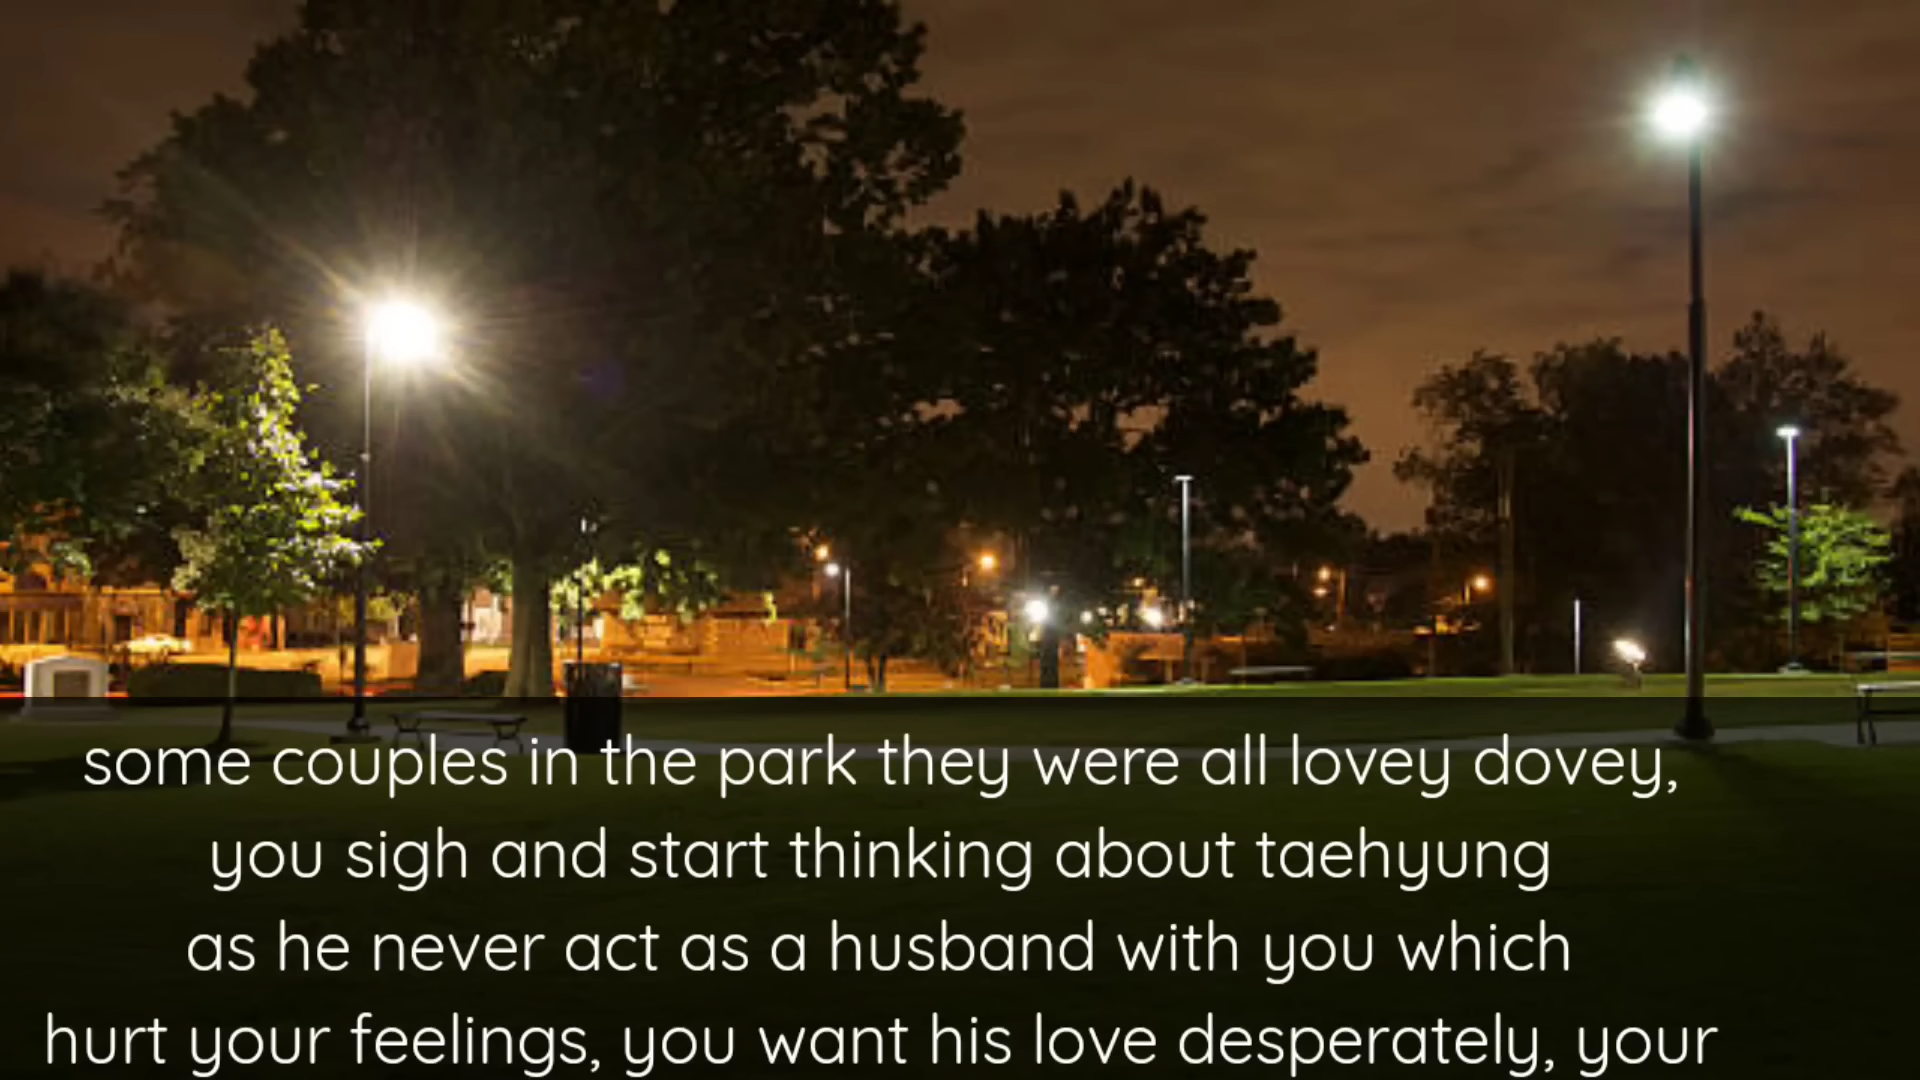 some couples in the park they were all lovey dovey,
you sigh and start thinking about taehyung
as he never act as a husband with you which
hurt your feelings, you want his love desperately, your